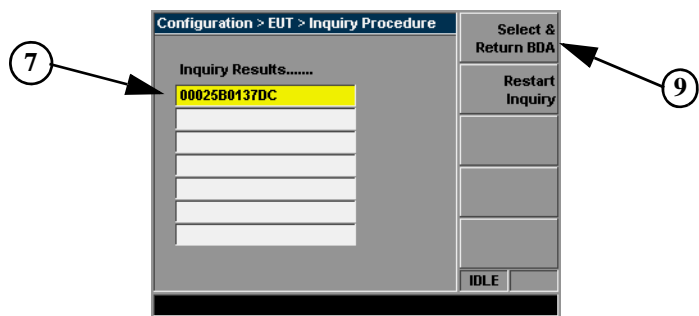 Configuration > EUT > Inquiry Procedure
Select &
Return BDA
7
Inquiry Results.......
9
Restart
Inquiry
00025B0137DC
IDLE